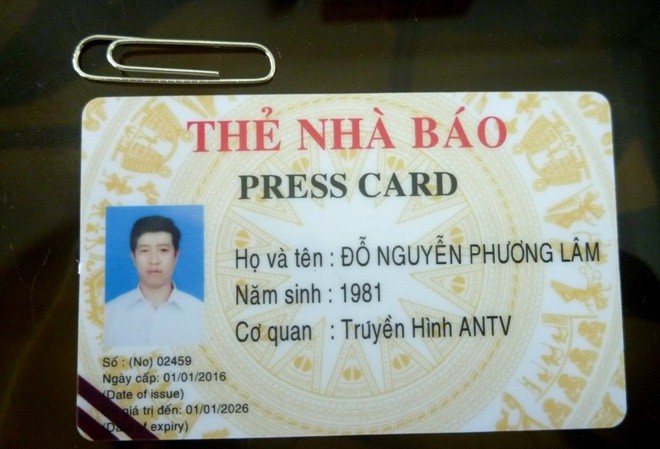 THẺ NHÀ BÁO
PRESS CARD
Họ và tên : ĐỖ NGUYỄN PHƯƠNG LÂM
Năm sinh : 1981
Cơ quan : Truyền Hình ANTV
Số : (No) 02459
Ngày cấp: 01/01/2016
(Date of issue)
giá trị đến: 01/01/2026
of expiry)